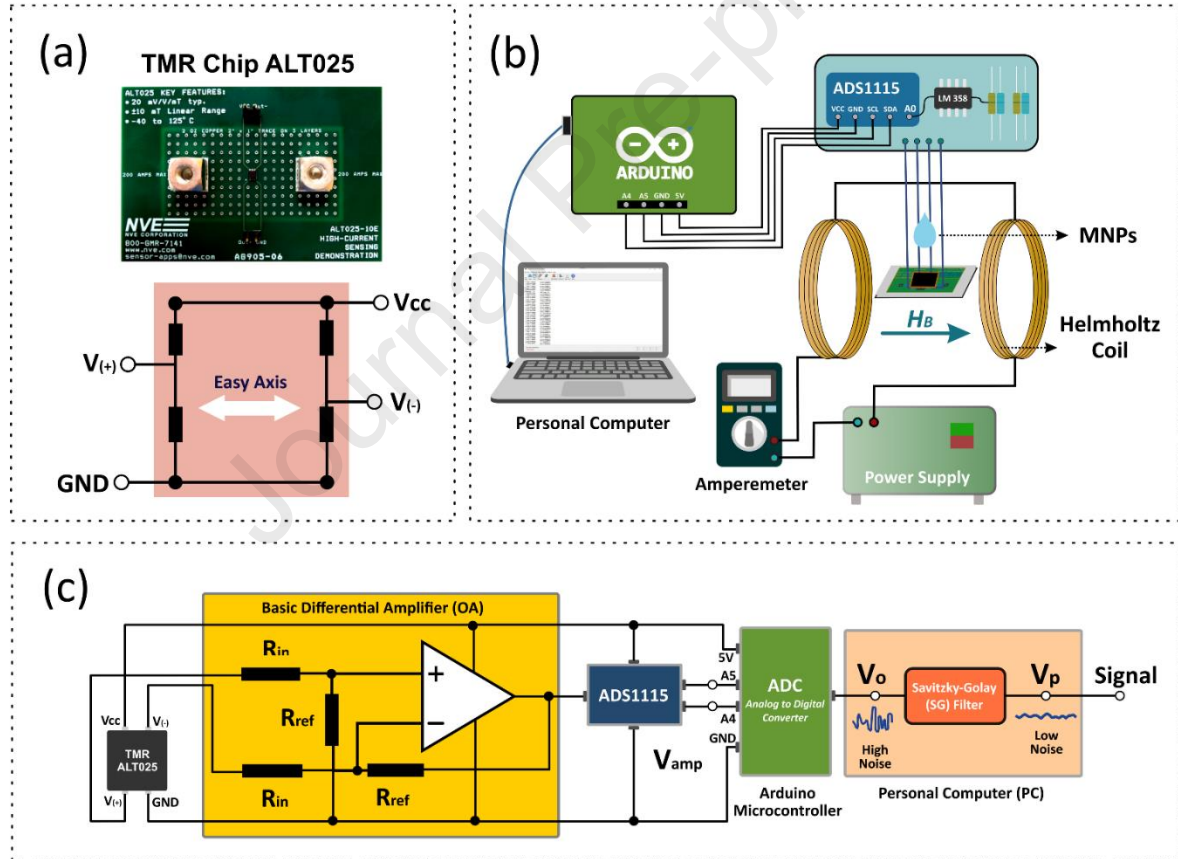 (a)
TMR Chip ALT025
ALT025 KEY FEATURES:
• 20 mV/V/mT typ.
• ±10 mT Linear Range
• -40 to 125°C
VCC Out-
200 AMPS MAX
200 AMPS MAX
NVE
NVE CORPORATION
800-GMR-7141
www.nve.com
sensor-apps@nve.com
AB905-06
ALT025-10E
HIGH-CURRENT
SENSING
DEMONSTRATION
Vcc
V(+)
Easy Axis
V(-)
GND
(b)
ARDUINO
A4 A5 GND 5V
ADS1115
VCC GND SCL SDA A0
LM 358
MNPs
HB
Helmholtz
Coil
Personal Computer
Amperemeter
Power Supply
(c)
Basic Differential Amplifier (OA)
Rin
Rref
Rin
Rref
+
−
Vcc V(-)
TMR
ALT025
V(+) GND
ADS1115
Vamp
5V
A5
A4
GND
ADC
Analog to Digital
Converter
Arduino
Microcontroller
Vo
High
Noise
Savitzky-Golay
(SG) Filter
Vp
Low
Noise
Signal
Personal Computer (PC)
Journal Pre-p